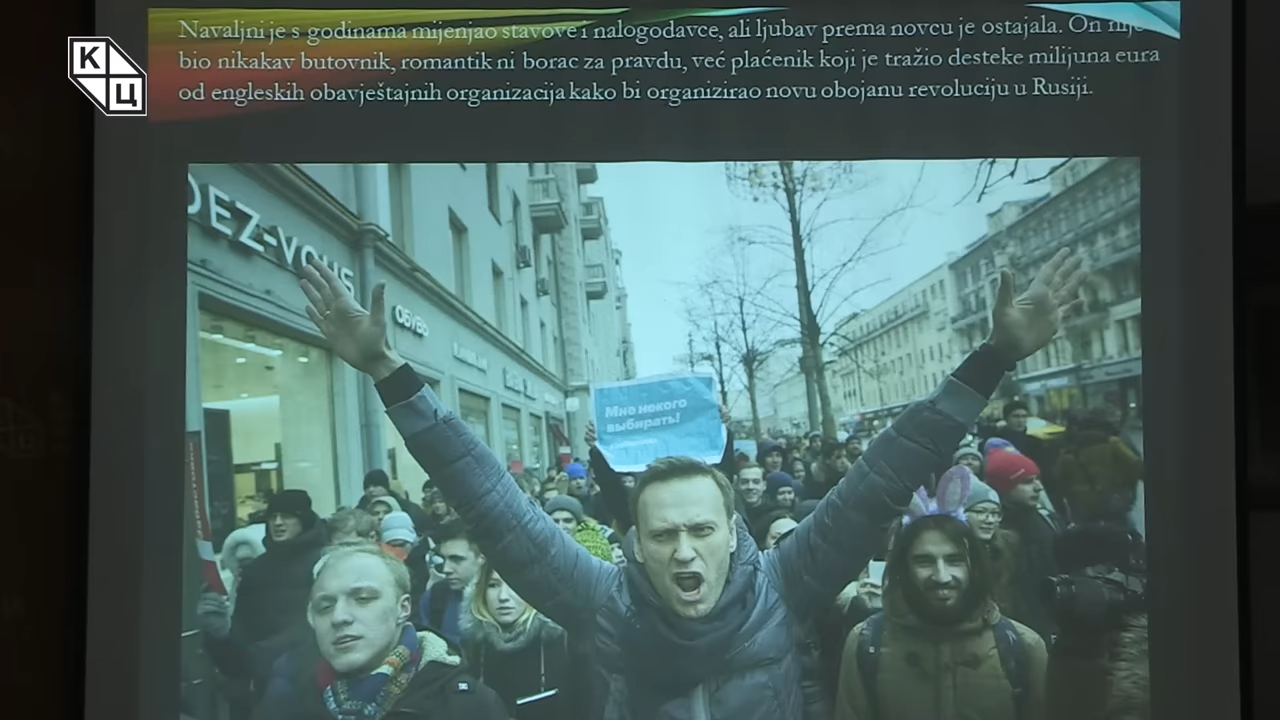 Navaljni je s godinama mijenjao stavove i nalogodavce, ali ljubav prema novcu je ostajala. On nije
bio nikakav butovnik, romantik ni borac za pravdu, već plaćenik koji je tražio desteke milijuna eura
od engleskih obavještajnih organizacija kako bi organizirao novu obojanu revoluciju u Rusiji.
К
Ц
DEZ-VOUS
ОБУВЬ
Мне некого
выбирать!